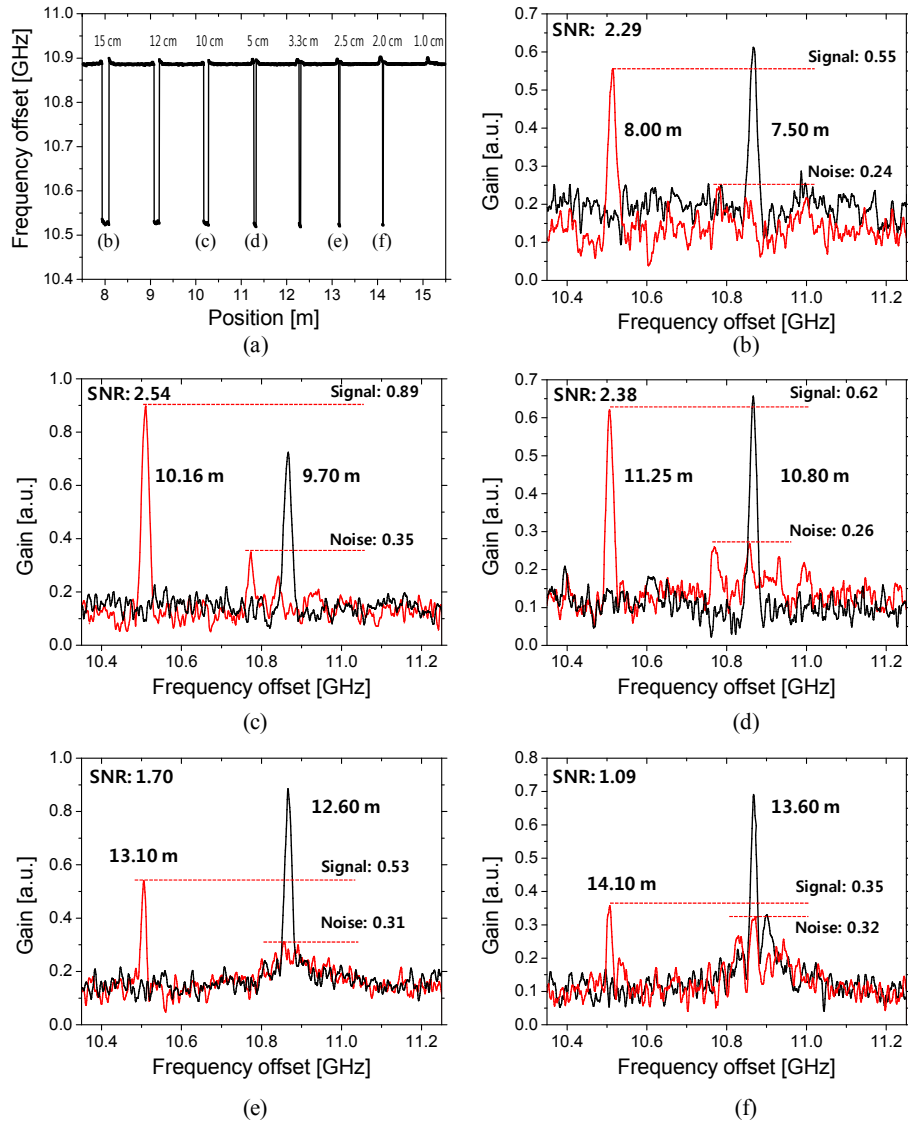 15 cm 12 cm 10 cm 5 cm 3.3c m 2.5 cm 2.0 cm 1.0 cm
10.9
10.8
10.7
10.6
10.5
10.4
Frequency offset [GHz]
(b) (c) (d) (e) (f)
8 9 10 11 12 13 14 15
Position [m]
(a)
SNR: 2.29
Signal: 0.55
8.00 m 7.50 m
Noise: 0.24
0.7
0.6
0.5
0.4
0.3
0.2
0.1
0.0
Gain [a.u.]
10.4 10.6 10.8 11.0 11.2
Frequency offset [GHz]
(b)
SNR: 2.54
Signal: 0.89
10.16 m 9.70 m
Noise: 0.35
1.0
0.8
0.6
0.4
0.2
0.0
Gain [a.u.]
10.4 10.6 10.8 11.0 11.2
Frequency offset [GHz]
(c)
SNR: 2.38
Signal: 0.62
11.25 m 10.80 m
Noise: 0.26
0.7
0.6
0.5
0.4
0.3
0.2
0.1
0.0
Gain [a.u.]
10.4 10.6 10.8 11.0 11.2
Frequency offset [GHz]
(d)
SNR: 1.70
12.60 m
13.10 m
Signal: 0.53
Noise: 0.31
1.0
0.8
0.6
0.4
0.2
0.0
Gain [a.u.]
10.4 10.6 10.8 11.0 11.2
Frequency offset [GHz]
(e)
SNR: 1.09
13.60 m
14.10 m
Signal: 0.35
Noise: 0.32
0.8
0.7
0.6
0.5
0.4
0.3
0.2
0.1
0.0
Gain [a.u.]
10.4 10.6 10.8 11.0 11.2
Frequency offset [GHz]
(f)